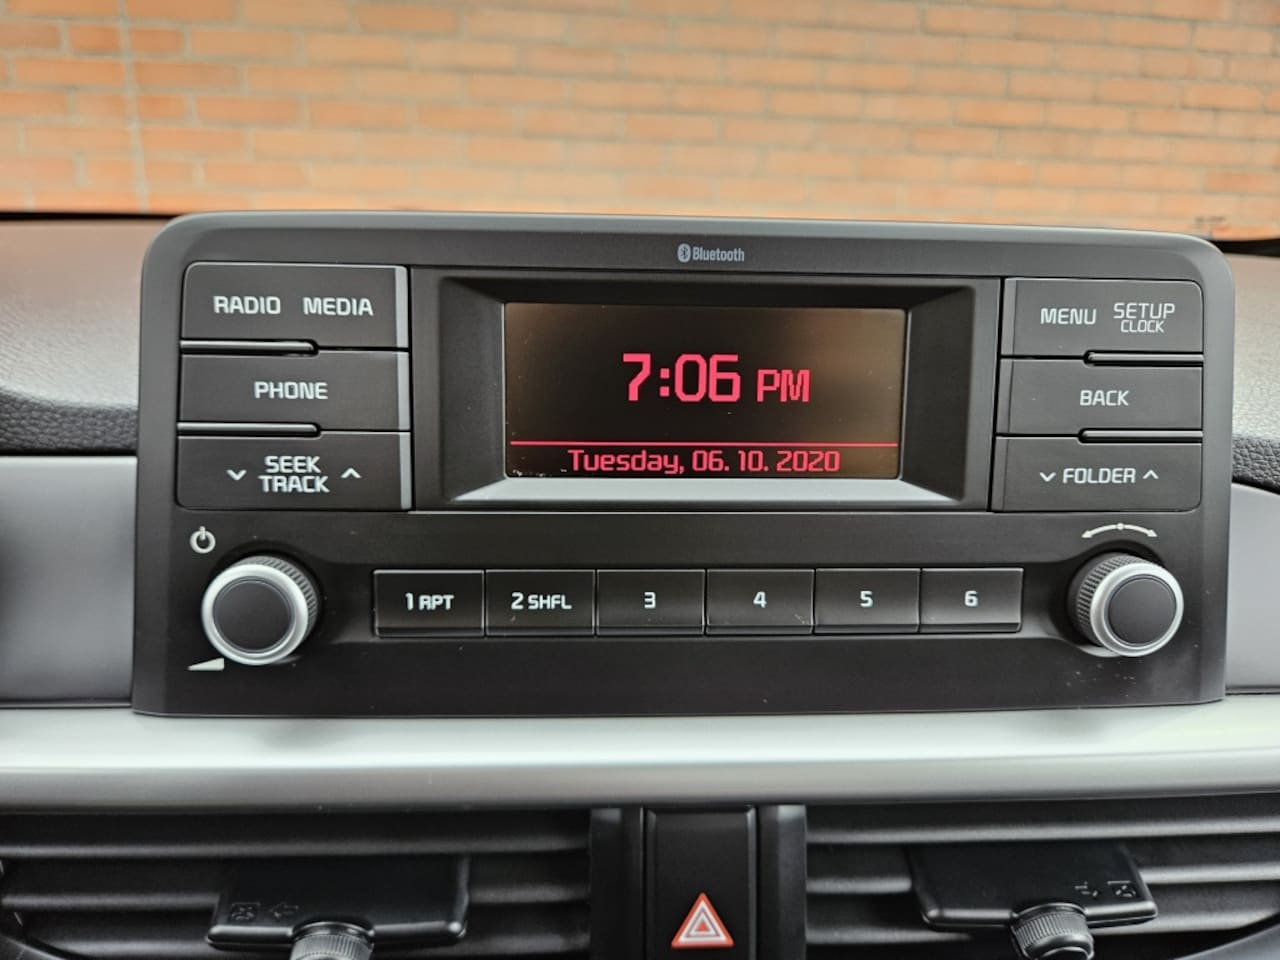 Bluetooth
RADIO MEDIA
PHONE
SEEK
TRACK
7:06 PM
Tuesday, 06. 10. 2020
MENU SETUP
CLOCK
BACK
FOLDER
1 RPT
2 SHFL
3
4
5
6